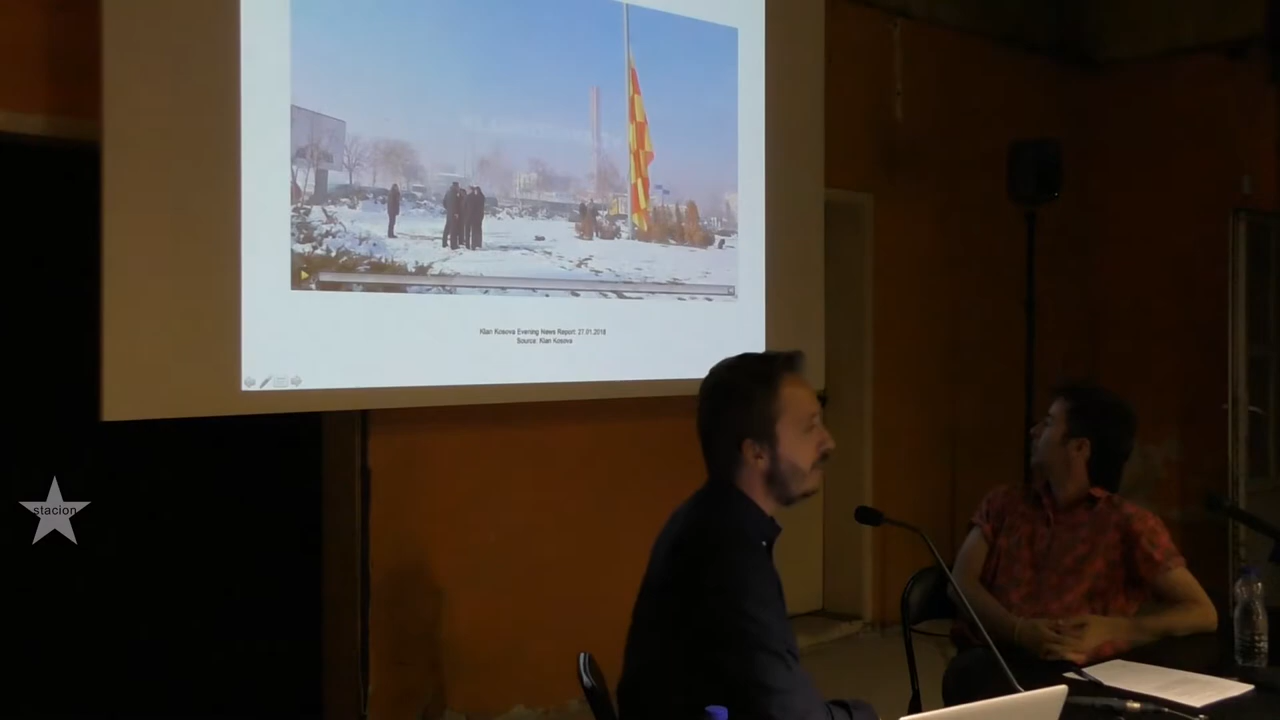 Klan Kosova Evening News Report 27.01.2018
Source: Klan Kosova
stacion